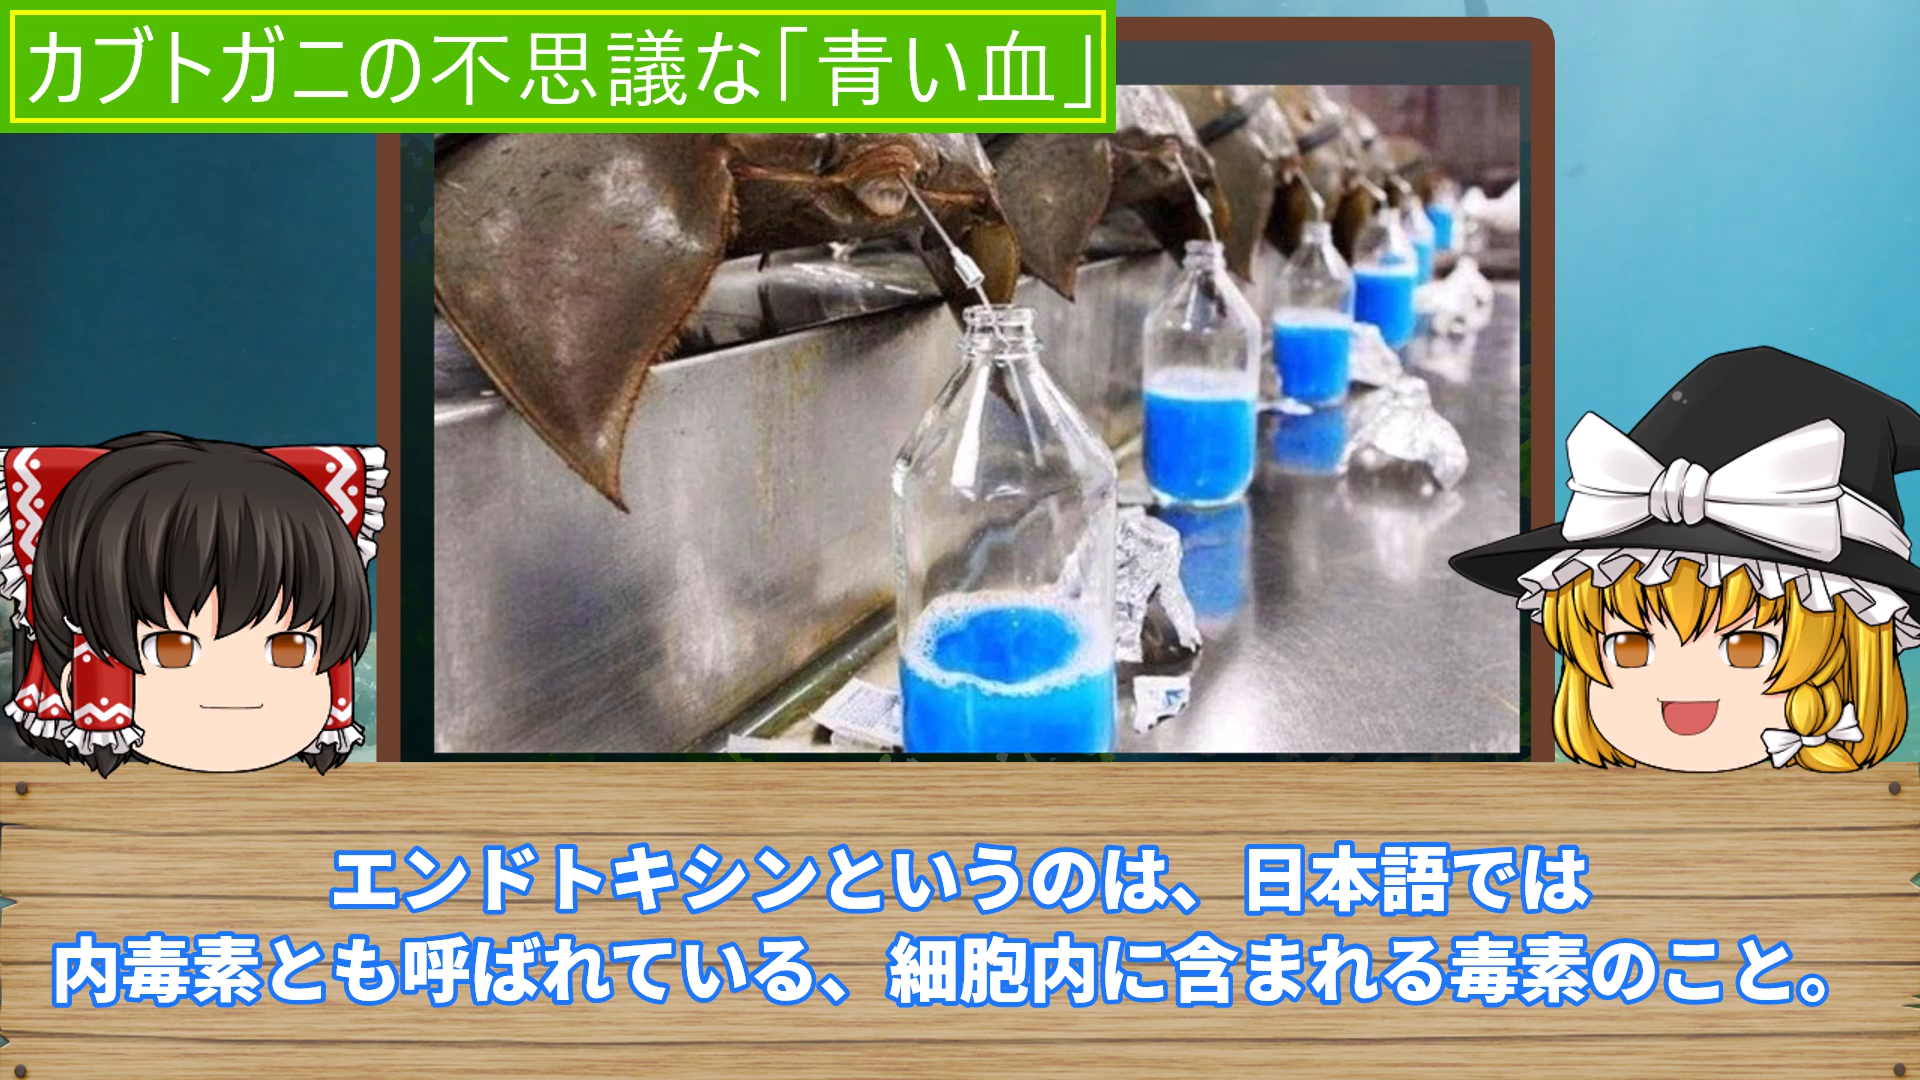 カブトガニの不思議な「青い血」
エンドトキシンというのは、日本語では
内毒素とも呼ばれている、細胞内に含まれる毒素のこと。